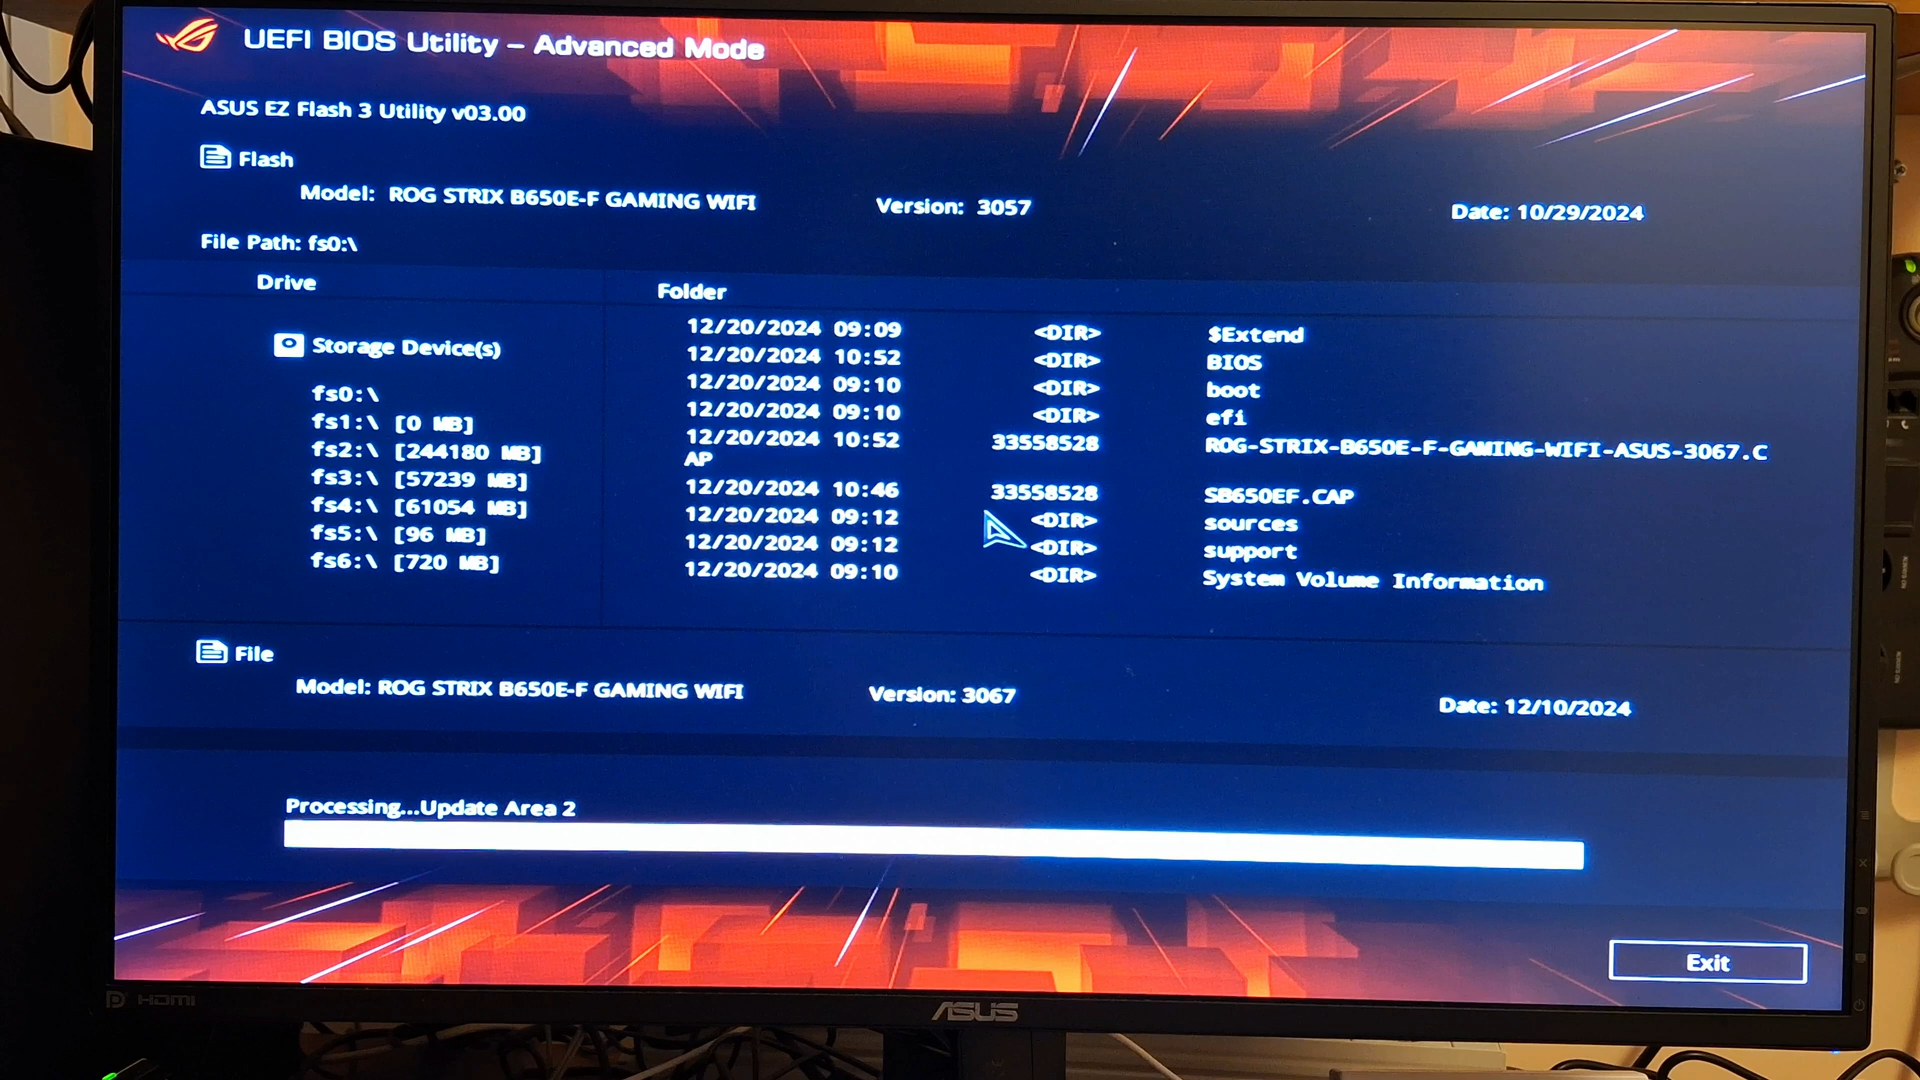 UEFI BIOS Utility – Advanced Mode
ASUS EZ Flash 3 Utility v03.00
Flash
Model: ROG STRIX B650E-F GAMING WIFI Version: 3057 Date: 10/29/2024
File Path: fs0:\
Drive Folder
Storage Device(s)
fs0:\
fs1:\ [0 MB]
fs2:\ [244180 MB]
fs3:\ [57239 MB]
fs4:\ [61054 MB]
fs5:\ [96 MB]
fs6:\ [720 MB]
12/20/2024 09:09 <DIR> $Extend
12/20/2024 10:52 <DIR> BIOS
12/20/2024 09:10 <DIR> boot
12/20/2024 09:10 <DIR> efi
12/20/2024 10:52 33558528 ROG-STRIX-B650E-F-GAMING-WIFI-ASUS-3067.C
AP
12/20/2024 10:46 33558528 SB650EF.CAP
12/20/2024 09:12 <DIR> sources
12/20/2024 09:12 <DIR> support
12/20/2024 09:10 <DIR> System Volume Information
File
Model: ROG STRIX B650E-F GAMING WIFI Version: 3067 Date: 12/10/2024
Processing...Update Area 2
Exit
HDMI
ASUS